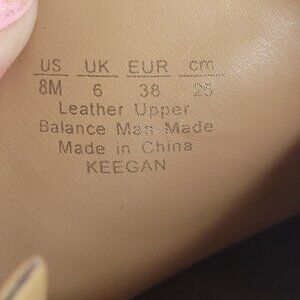 US UK EUR cm
8M 6 38 25
Leather Upper
Balance Man Made
Made in China
KEEGAN